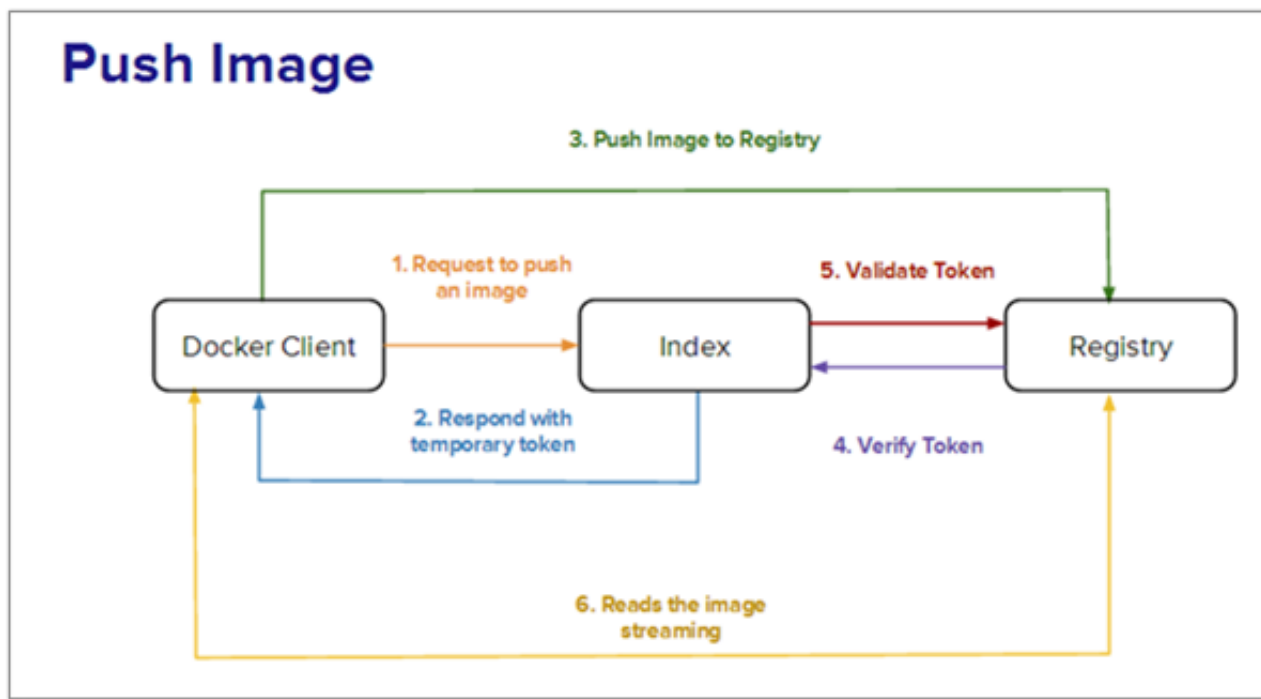 Push Image
3. Push Image to Registry
1. Request to push
an image
5. Validate Token
Docker Client
Index
Registry
2. Respond with
temporary token
4. Verify Token
6. Reads the image
streaming